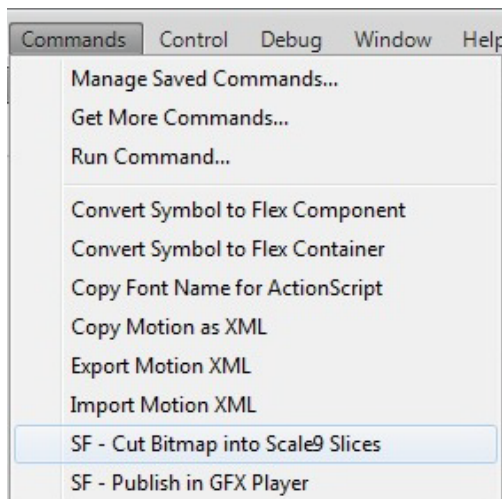 Commands Control Debug Window Help
Manage Saved Commands...
Get More Commands...
Run Command...
Convert Symbol to Flex Component
Convert Symbol to Flex Container
Copy Font Name for ActionScript
Copy Motion as XML
Export Motion XML
Import Motion XML
SF - Cut Bitmap into Scale9 Slices
SF - Publish in GFX Player